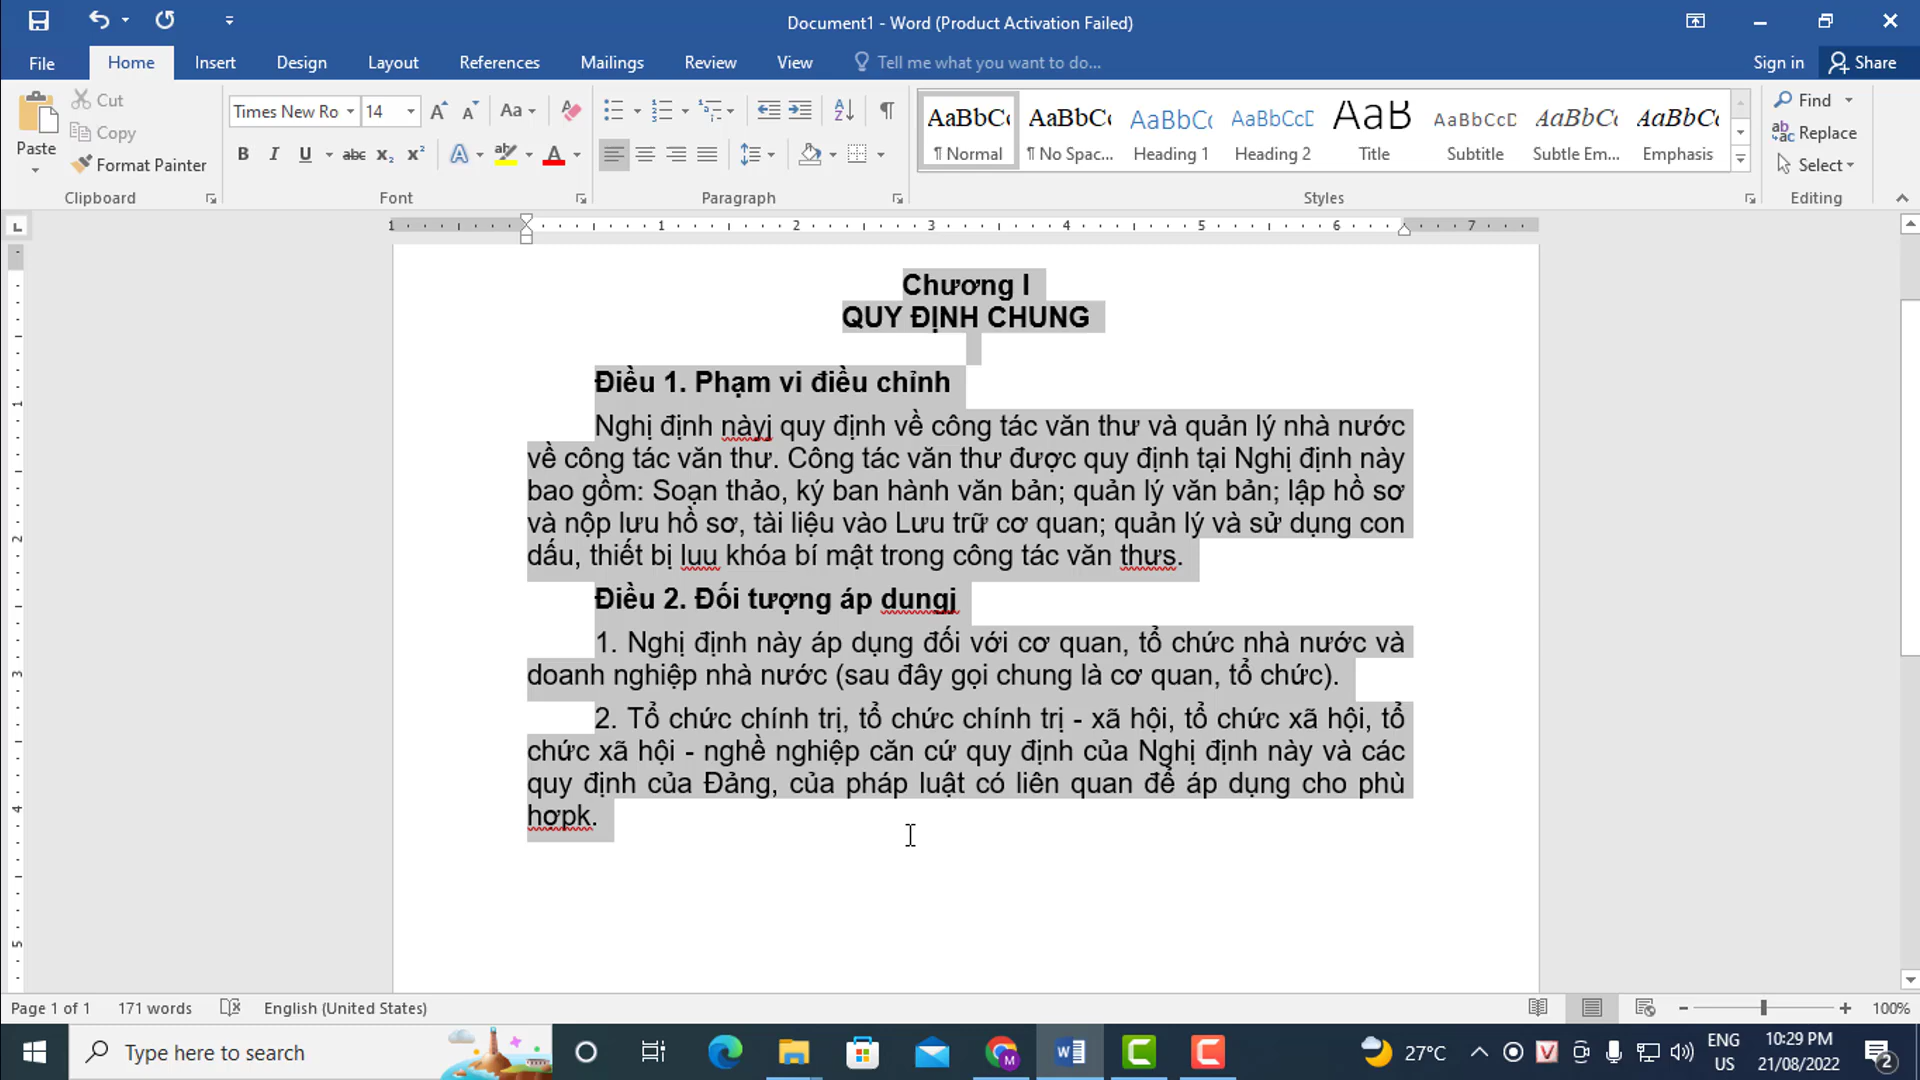 Document1 - Word (Product Activation Failed)
File Home Insert Design Layout References Mailings Review View Tell me what you want to do... Sign in Share
Paste
Cut
Copy
Format Painter
Clipboard
Times New Ro 14
Font
Paragraph
AaBbCc AaBbCc AaBbCc AaBbCcD AaB AaBbCcD AaBbCc AaBbCc
¶ Normal ¶ No Spac... Heading 1 Heading 2 Title Subtitle Subtle Em... Emphasis
Styles
Find
Replace
Select
Editing
1 1 2 3 4 5 6 7
Chương I
QUY ĐỊNH CHUNG
Điều 1. Phạm vi điều chỉnh
Nghị định nàyj quy định về công tác văn thư và quản lý nhà nước
về công tác văn thư. Công tác văn thư được quy định tại Nghị định này
bao gồm: Soạn thảo, ký ban hành văn bản; quản lý văn bản; lập hồ sơ
và nộp lưu hồ sơ, tài liệu vào Lưu trữ cơ quan; quản lý và sử dụng con
dấu, thiết bị luu khóa bí mật trong công tác văn thưs.
Điều 2. Đối tượng áp dungj
1. Nghị định này áp dụng đối với cơ quan, tổ chức nhà nước và
doanh nghiệp nhà nước (sau đây gọi chung là cơ quan, tổ chức).
2. Tổ chức chính trị, tổ chức chính trị - xã hội, tổ chức xã hội, tổ
chức xã hội - nghề nghiệp căn cứ quy định của Nghị định này và các
quy định của Đảng, của pháp luật có liên quan để áp dụng cho phù
hợpk.
Page 1 of 1 171 words English (United States) 100%
Type here to search
27°C
ENG
US
10:29 PM
21/08/2022
2